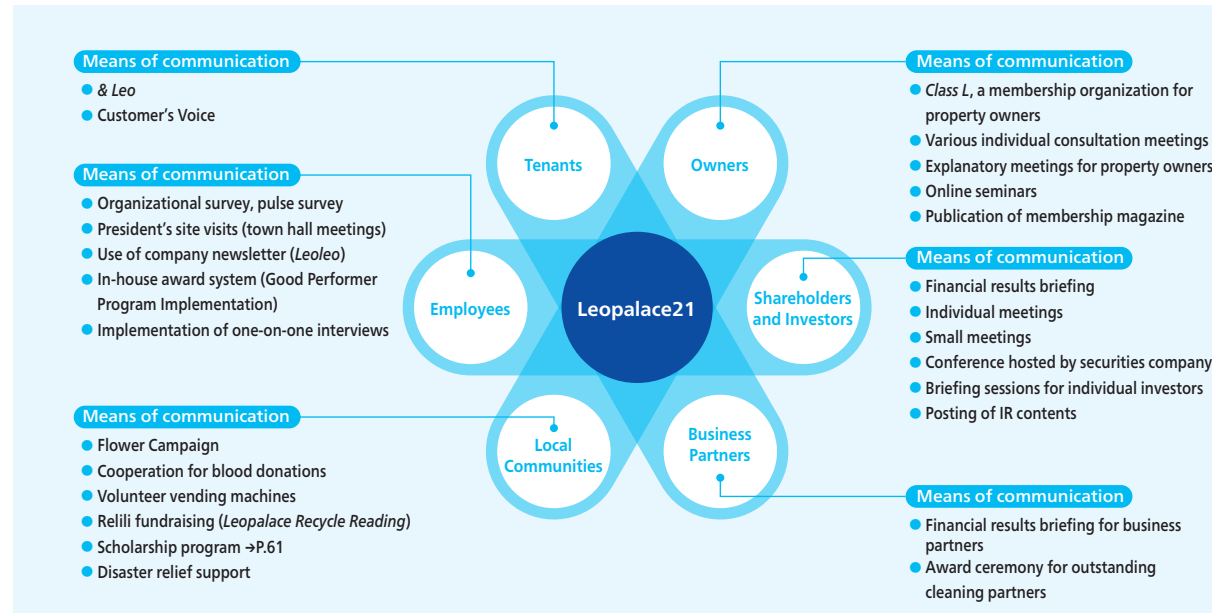 Means of communication
● & Leo
● Customer's Voice
Means of communication
● Organizational survey, pulse survey
● President's site visits (town hall meetings)
● Use of company newsletter (Leoleo)
● In-house award system (Good Performer
Program Implementation)
● Implementation of one-on-one interviews
Means of communication
● Flower Campaign
● Cooperation for blood donations
● Volunteer vending machines
● Relili fundraising (Leopalace Recycle Reading)
● Scholarship program →P.61
● Disaster relief support
Tenants
Owners
Employees
Leopalace21
Shareholders
and Investors
Local
Communities
Business
Partners
Means of communication
● Class L, a membership organization for
property owners
● Various individual consultation meetings
● Explanatory meetings for property owners
● Online seminars
● Publication of membership magazine
Means of communication
● Financial results briefing
● Individual meetings
● Small meetings
● Conference hosted by securities company
● Briefing sessions for individual investors
● Posting of IR contents
Means of communication
● Financial results briefing for business
partners
● Award ceremony for outstanding
cleaning partners